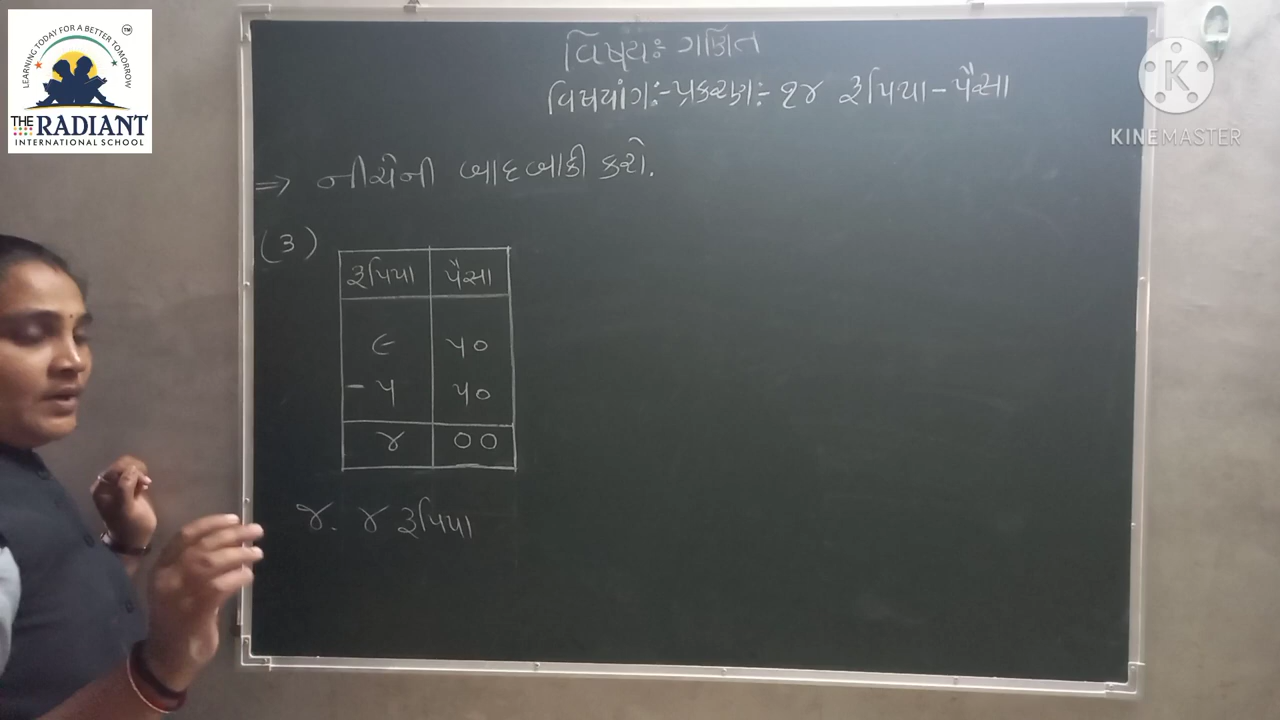 LEARNING TODAY FOR A BETTER TOMORROW
TM
THE RADIANT
INTERNATIONAL SCHOOL
K
KINEMASTER
વિષય:- ગણિત
વિષયાંગ:- પ્રકરણ:- ૧૪ રૂપિયા - પૈસા
⇒ નીચેની બાદબાકી કરો.
(૩)
રૂપિયા પૈસા
૯ ૫૦
- ૫ ૫૦
૪ ૦૦
જ. ૪ રૂપિયા